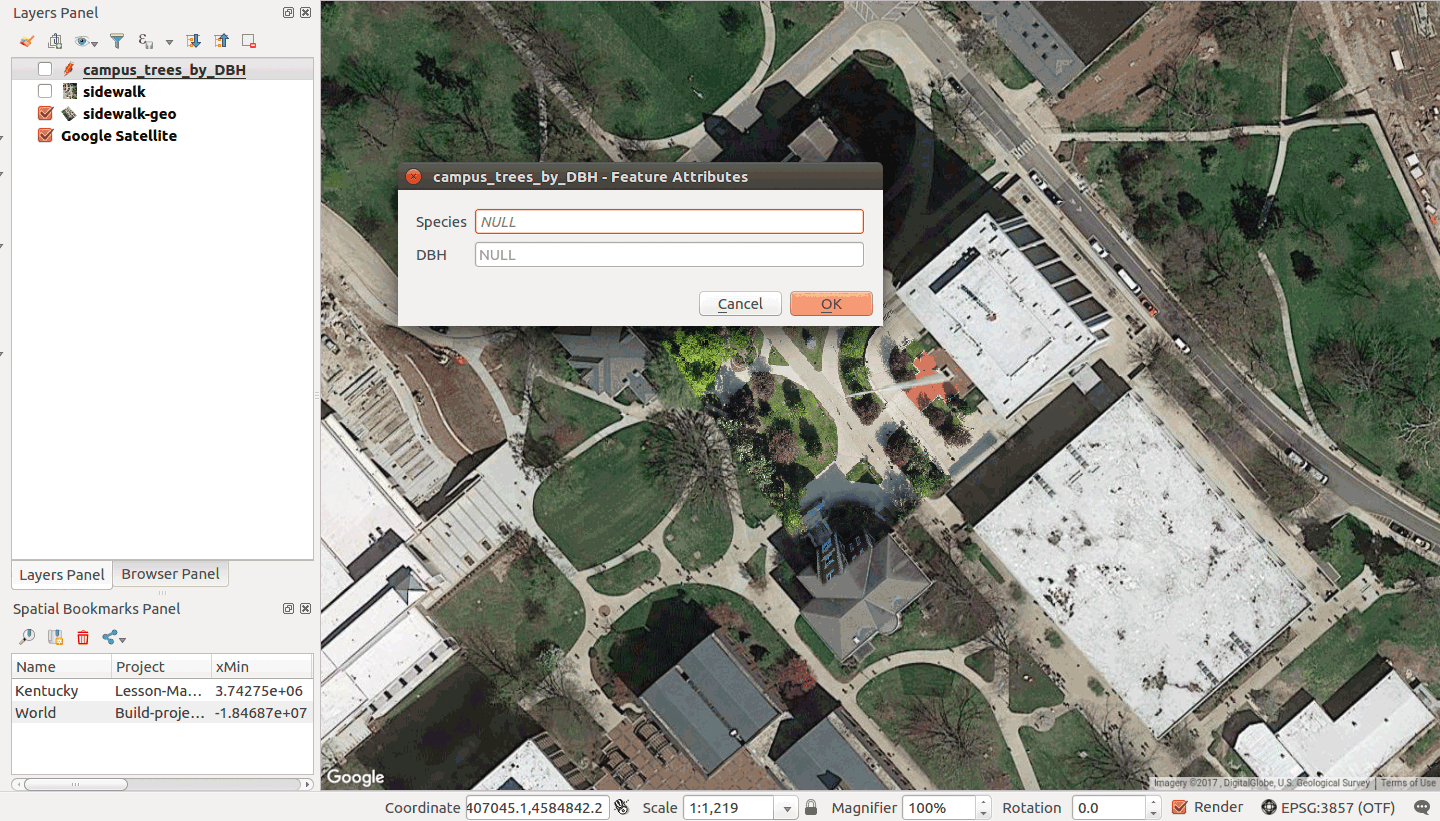 Layers Panel
campus_trees_by_DBH
sidewalk
sidewalk-geo
Google Satellite
campus_trees_by_DBH - Feature Attributes
Species NULL
DBH NULL
Cancel OK
Layers Panel Browser Panel
Spatial Bookmarks Panel
Name Project xMin
Kentucky Lesson-Ma... 3.74275e+06
World Build-proje... -1.84687e+07
Google
Imagery ©2017 , DigitalGlobe, U.S. Geological Survey | Terms of Use
Coordinate 407045.1,4584842.2 Scale 1:1,219 Magnifier 100% Rotation 0.0 Render EPSG:3857 (OTF)